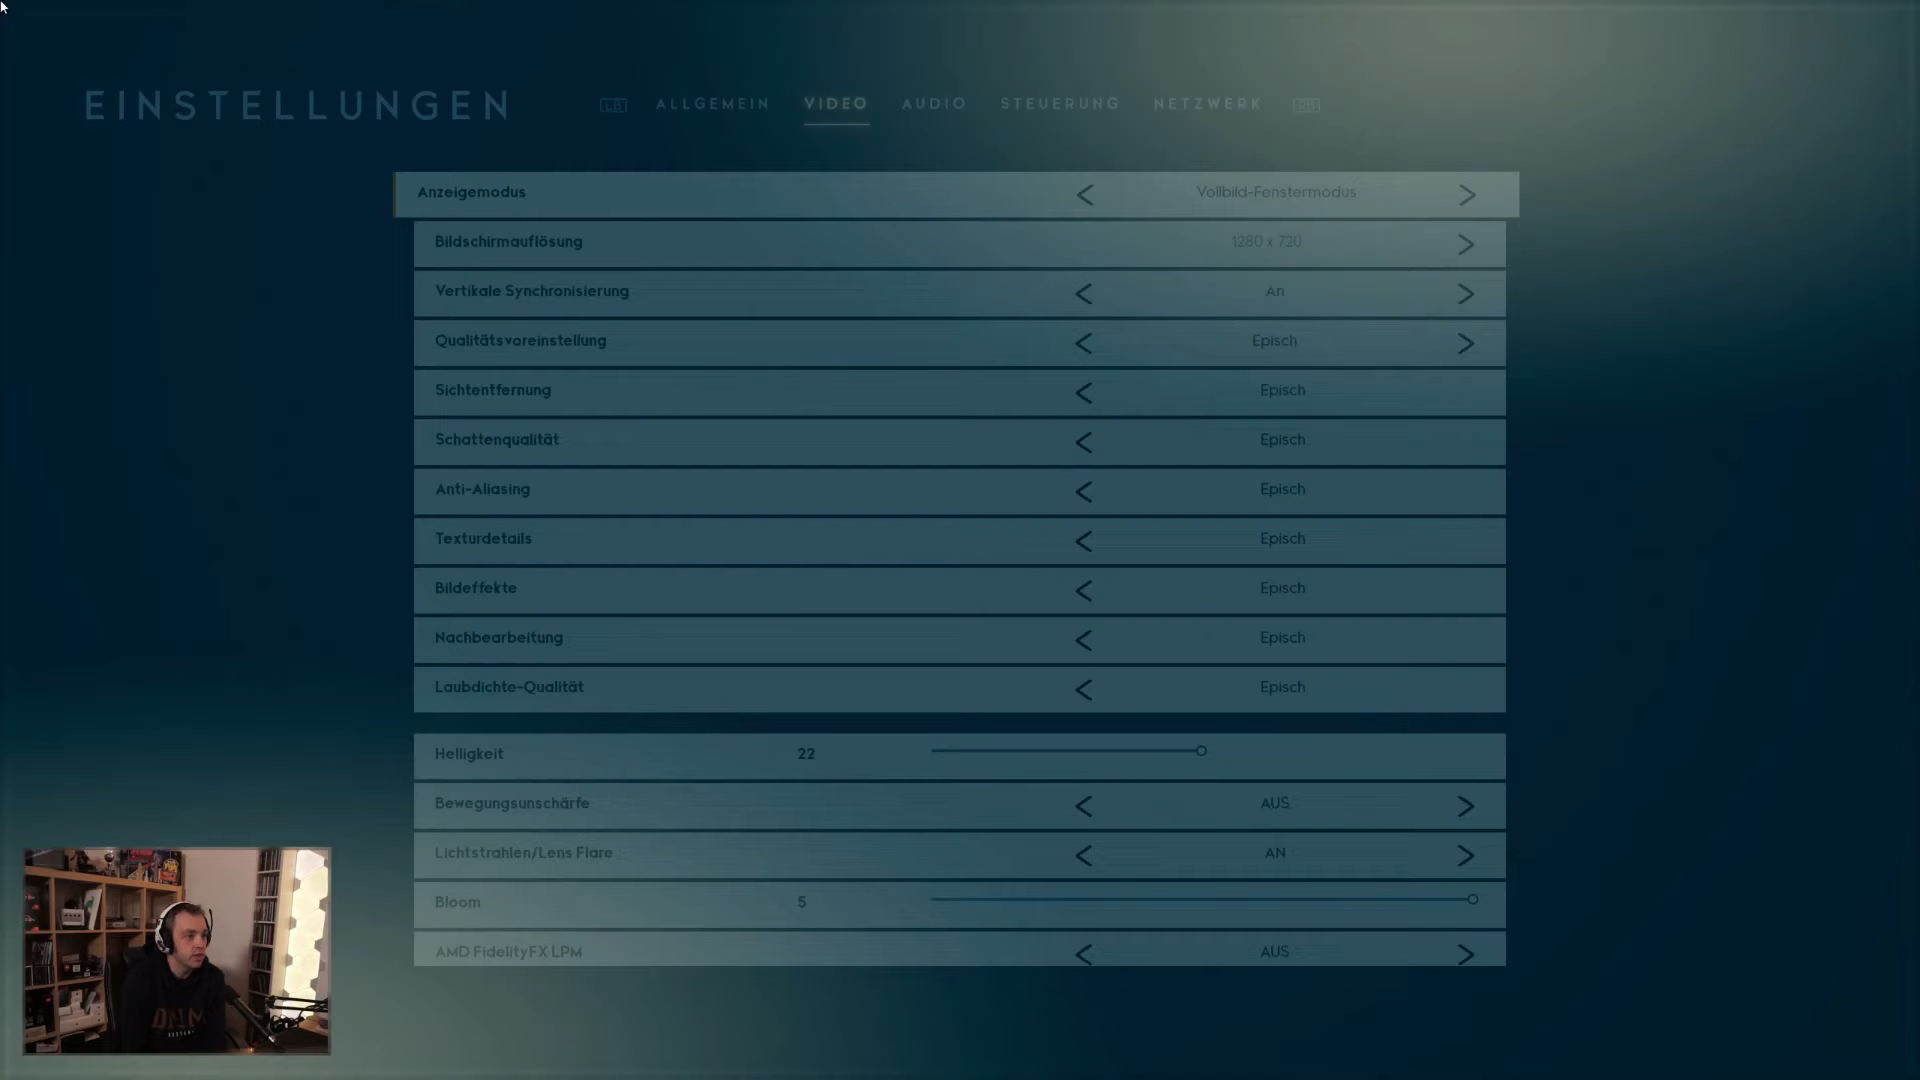 EINSTELLUNGEN
LB ALLGEMEIN VIDEO AUDIO STEUERUNG NETZWERK RB
Anzeigemodus Vollbild-Fenstermodus
Bildschirmauflösung 1280 x 720
Vertikale Synchronisierung An
Qualitätsvoreinstellung Episch
Sichtentfernung Episch
Schattenqualität Episch
Anti-Aliasing Episch
Texturdetails Episch
Bildeffekte Episch
Nachbearbeitung Episch
Laubdichte-Qualität Episch
Helligkeit 22
Bewegungsunschärfe AUS
Lichtstrahlen/Lens Flare AN
Bloom 5
AMD FidelityFX LPM AUS